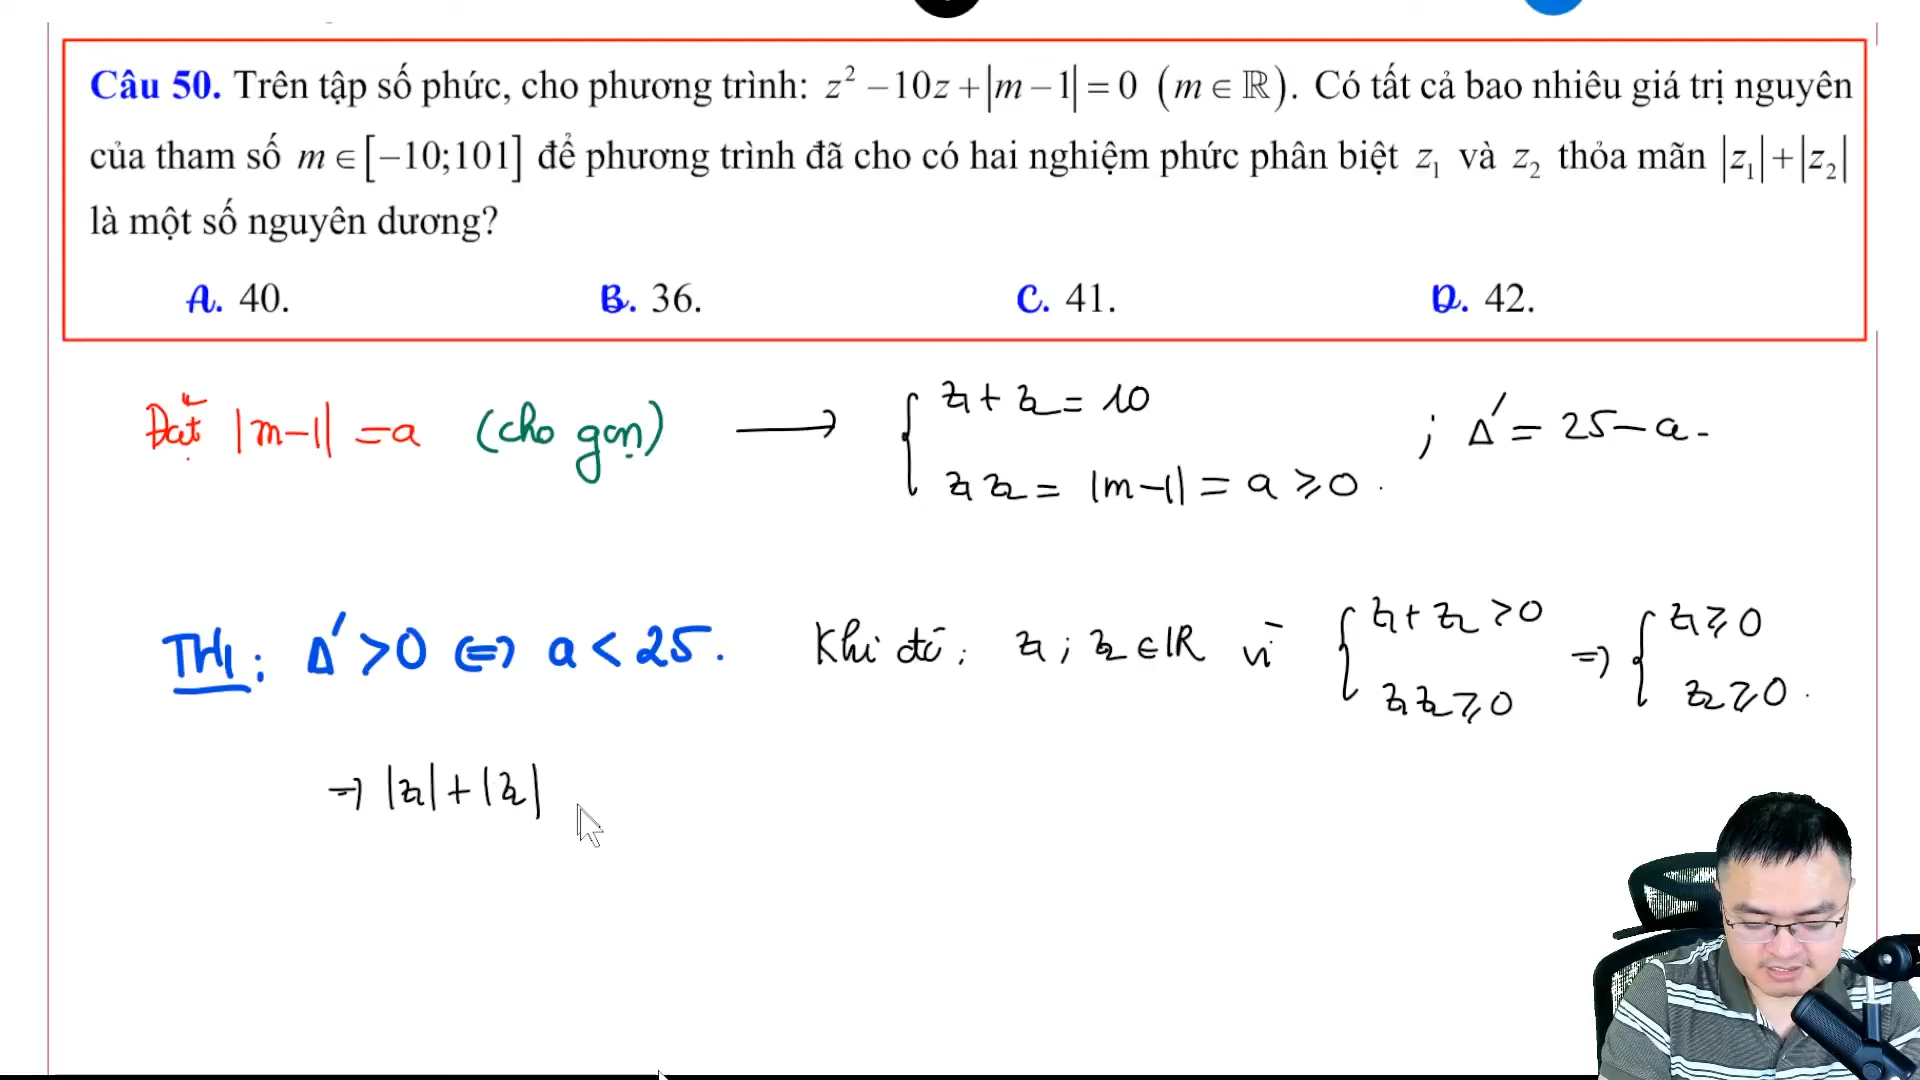 Câu 50. Trên tập số phức, cho phương trình: z² − 10z + |m − 1| = 0 (m ∈ ℝ). Có tất cả bao nhiêu giá trị nguyên
của tham số m ∈ [−10;101] để phương trình đã cho có hai nghiệm phức phân biệt z₁ và z₂ thỏa mãn |z₁| + |z₂|
là một số nguyên dương?
A. 40. B. 36. C. 41. D. 42.
Đặt |m−1| = a (cho gọn) → { z₁ + z₂ = 10 ; Δ' = 25 − a.
z₁z₂ = |m−1| = a ⩾ 0.
TH1: Δ' > 0 ⇔ a < 25. Khi đó: z₁; z₂ ∈ ℝ vì { z₁ + z₂ > 0 ⇒ { z₁ ⩾ 0
z₁z₂ ⩾ 0 z₂ ⩾ 0.
⇒ |z₁| + |z₂|